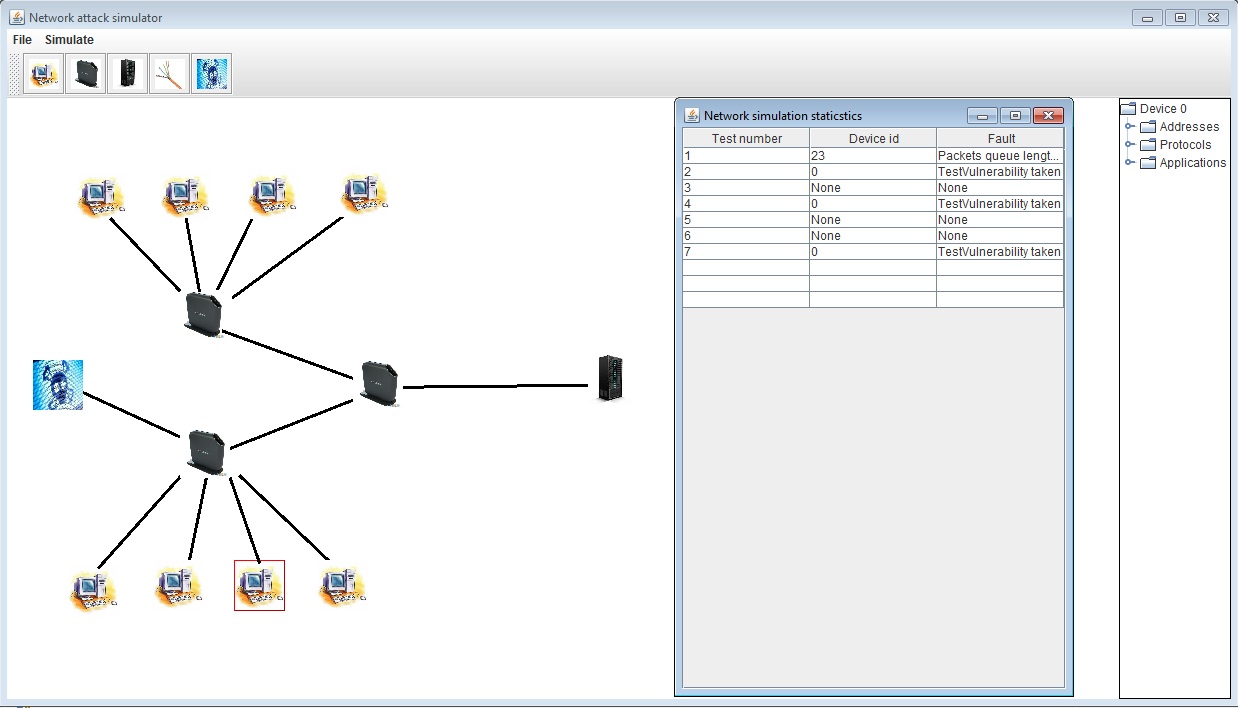 Network attack simulator
File Simulate
Network simulation staticstics
Test number Device id Fault
1 23 Packets queue lengt...
2 0 TestVulnerability taken
3 None None
4 0 TestVulnerability taken
5 None None
6 None None
7 0 TestVulnerability taken
Device 0
Addresses
Protocols
Applications